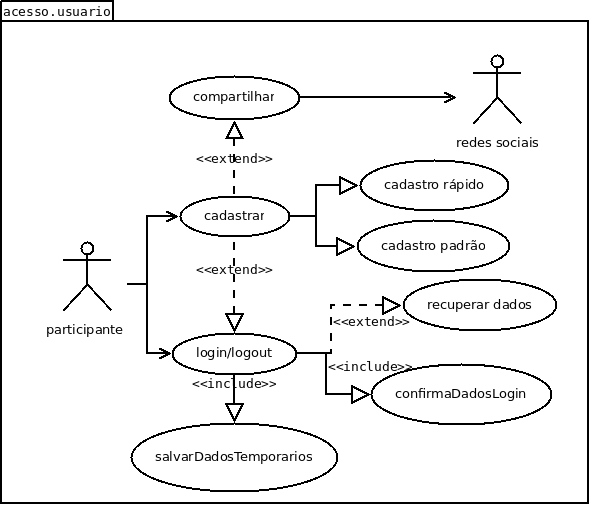 acesso.usuario
compartilhar
redes sociais
<<extend>>
cadastro rápido
cadastrar
cadastro padrão
<<extend>>
participante
recuperar dados
<<extend>>
login/logout
<<include>>
<<include>>
confirmaDadosLogin
salvarDadosTemporarios